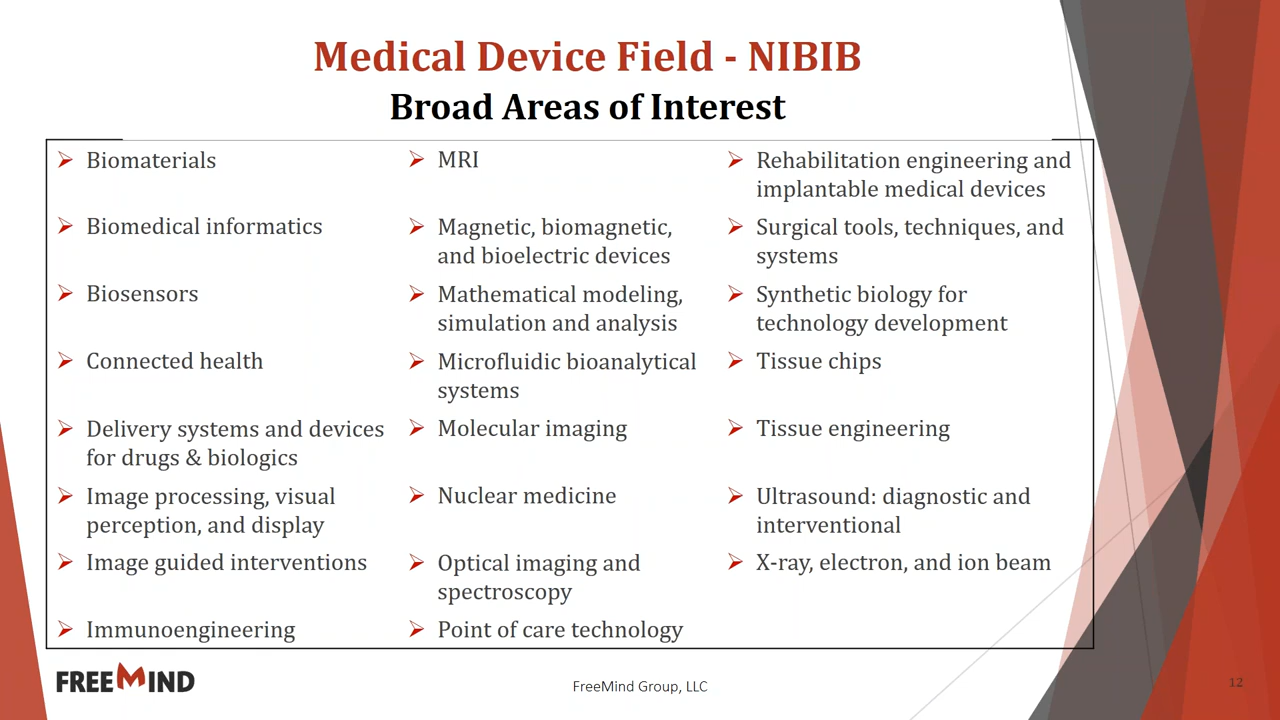 Medical Device Field - NIBIB
Broad Areas of Interest
Biomaterials
Biomedical informatics
Biosensors
Connected health
Delivery systems and devices
for drugs & biologics
Image processing, visual
perception, and display
Image guided interventions
Immunoengineering
MRI
Magnetic, biomagnetic,
and bioelectric devices
Mathematical modeling,
simulation and analysis
Microfluidic bioanalytical
systems
Molecular imaging
Nuclear medicine
Optical imaging and
spectroscopy
Point of care technology
Rehabilitation engineering and
implantable medical devices
Surgical tools, techniques, and
systems
Synthetic biology for
technology development
Tissue chips
Tissue engineering
Ultrasound: diagnostic and
interventional
X-ray, electron, and ion beam
FREEMIND
FreeMind Group, LLC
12